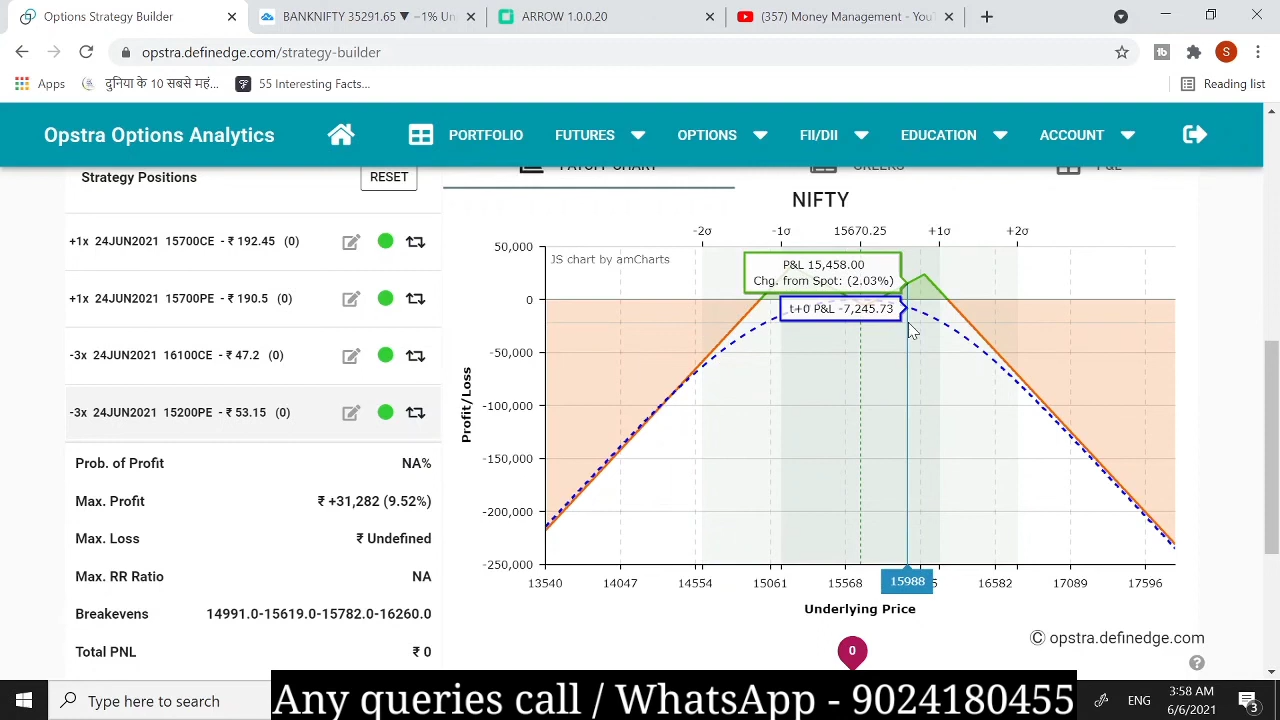 Opstra Strategy Builder
BANKNIFTY 35291.65 ▼ −1% Un
ARROW 1.0.0.20
(357) Money Management - You
opstra.definedge.com/strategy-builder
S
Apps
दुनिया के 10 सबसे महं...
55 Interesting Facts...
Reading list
Opstra Options Analytics
PORTFOLIO
FUTURES
OPTIONS
FII/DII
EDUCATION
ACCOUNT
Strategy Positions
RESET
PAYOFF CHART
GREEKS
P&L
+1x 24JUN2021 15700CE - ₹ 192.45 (0)
+1x 24JUN2021 15700PE - ₹ 190.5 (0)
-3x 24JUN2021 16100CE - ₹ 47.2 (0)
-3x 24JUN2021 15200PE - ₹ 53.15 (0)
Prob. of Profit NA%
Max. Profit ₹ +31,282 (9.52%)
Max. Loss ₹ Undefined
Max. RR Ratio NA
Breakevens 14991.0-15619.0-15782.0-16260.0
Total PNL ₹ 0
NIFTY
-2σ -1σ 15670.25 +1σ +2σ
JS chart by amCharts
P&L 15,458.00
Chg. from Spot: (2.03%)
t+0 P&L -7,245.73
50,000
0
-50,000
-100,000
-150,000
-200,000
-250,000
Profit/Loss
13540 14047 14554 15061 15568 15988 16582 17089 17596
Underlying Price
© opstra.definedge.com
0
?
Type here to search
Any queries call / WhatsApp - 9024180455
ENG
3:58 AM
6/6/2021
3